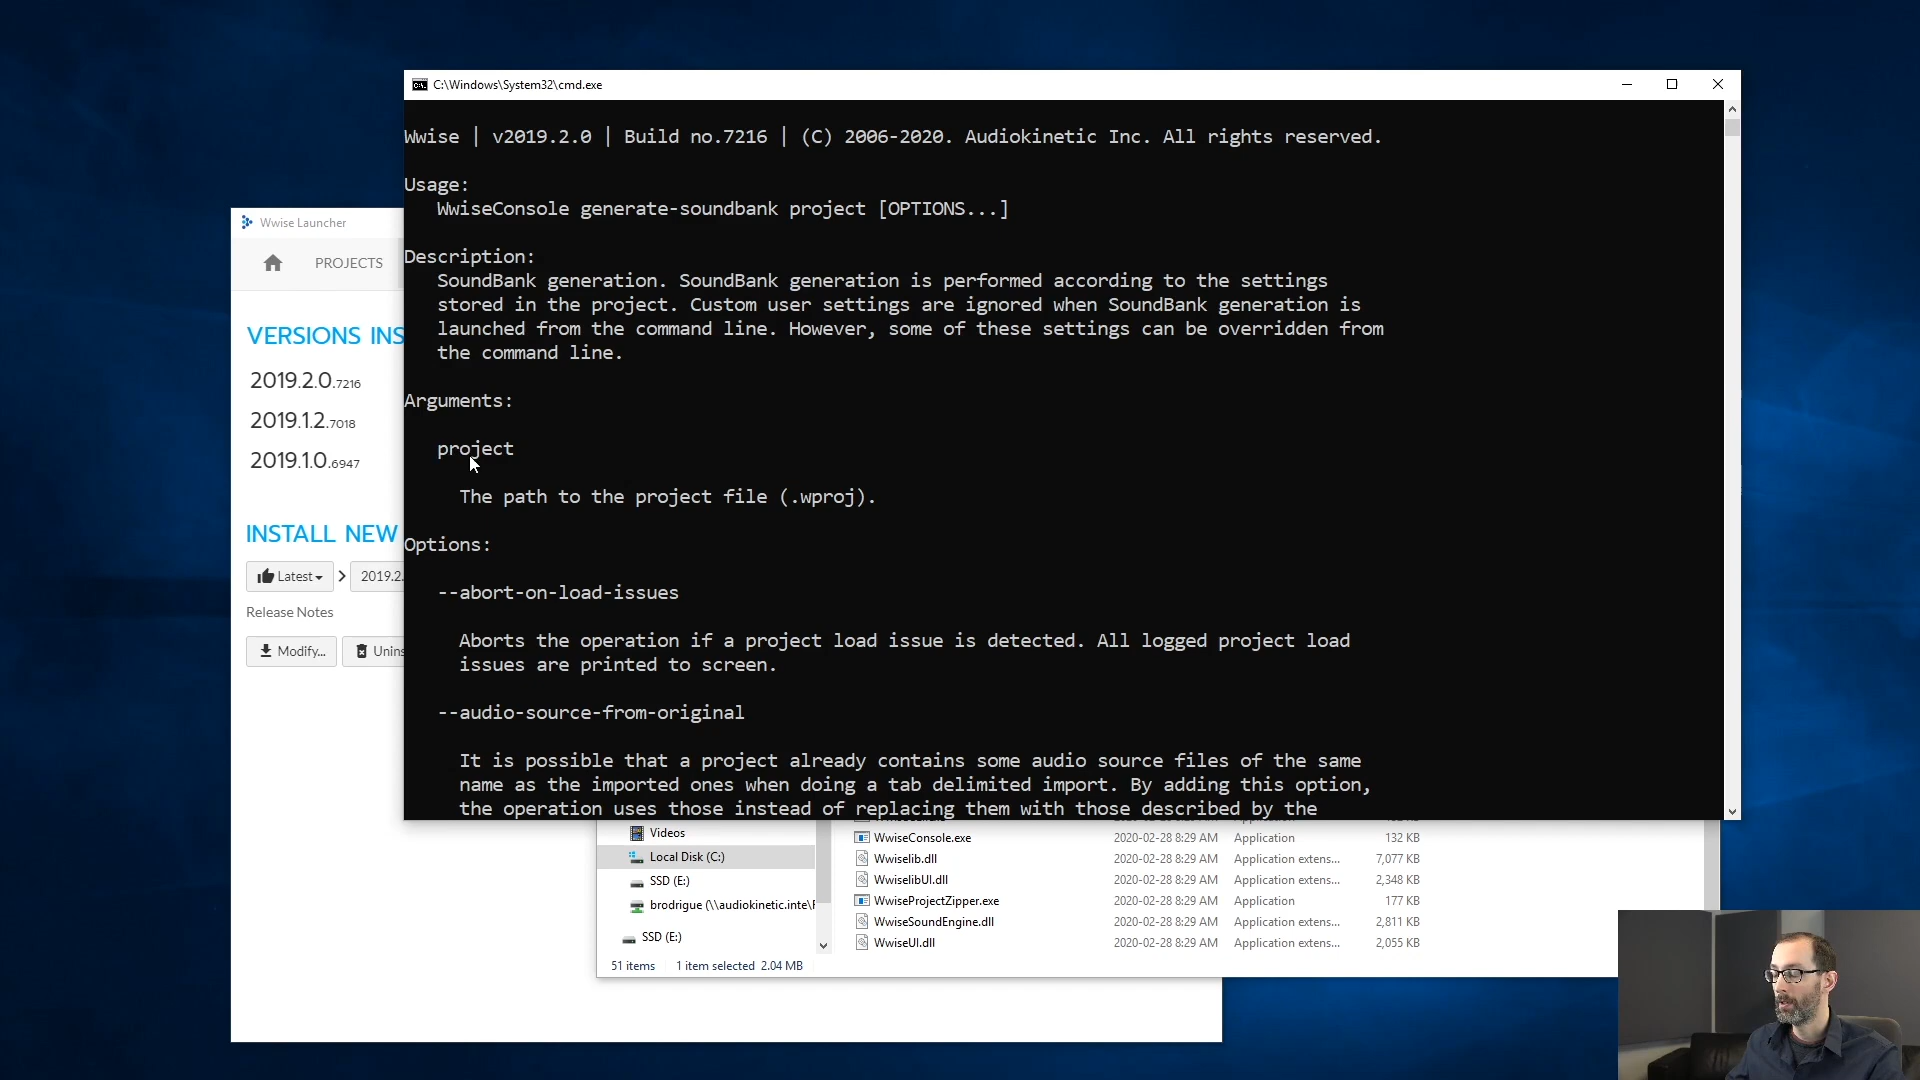 C:\Windows\System32\cmd.exe
Wwise | v2019.2.0 | Build no.7216 | (C) 2006-2020. Audiokinetic Inc. All rights reserved.
Usage:
WwiseConsole generate-soundbank project [OPTIONS...]
Description:
SoundBank generation. SoundBank generation is performed according to the settings
stored in the project. Custom user settings are ignored when SoundBank generation is
launched from the command line. However, some of these settings can be overridden from
the command line.
Arguments:
project
The path to the project file (.wproj).
Options:
--abort-on-load-issues
Aborts the operation if a project load issue is detected. All logged project load
issues are printed to screen.
--audio-source-from-original
It is possible that a project already contains some audio source files of the same
name as the imported ones when doing a tab delimited import. By adding this option,
the operation uses those instead of replacing them with those described by the
Wwise Launcher
PROJECTS
VERSIONS INS
2019.2.0.7216
2019.1.2.7018
2019.1.0.6947
INSTALL NEW
Latest
2019.2.
Release Notes
Modify...
Unins
Videos
Local Disk (C:)
SSD (E:)
brodrigue (\\audiokinetic.inte\
SSD (E:)
51 items 1 item selected 2.04 MB
WwiseConsole.exe 2020-02-28 8:29 AM Application 132 KB
Wwiselib.dll 2020-02-28 8:29 AM Application extens... 7,077 KB
WwiselibUI.dll 2020-02-28 8:29 AM Application extens... 2,348 KB
WwiseProjectZipper.exe 2020-02-28 8:29 AM Application 177 KB
WwiseSoundEngine.dll 2020-02-28 8:29 AM Application extens... 2,811 KB
WwiseUI.dll 2020-02-28 8:29 AM Application extens... 2,055 KB